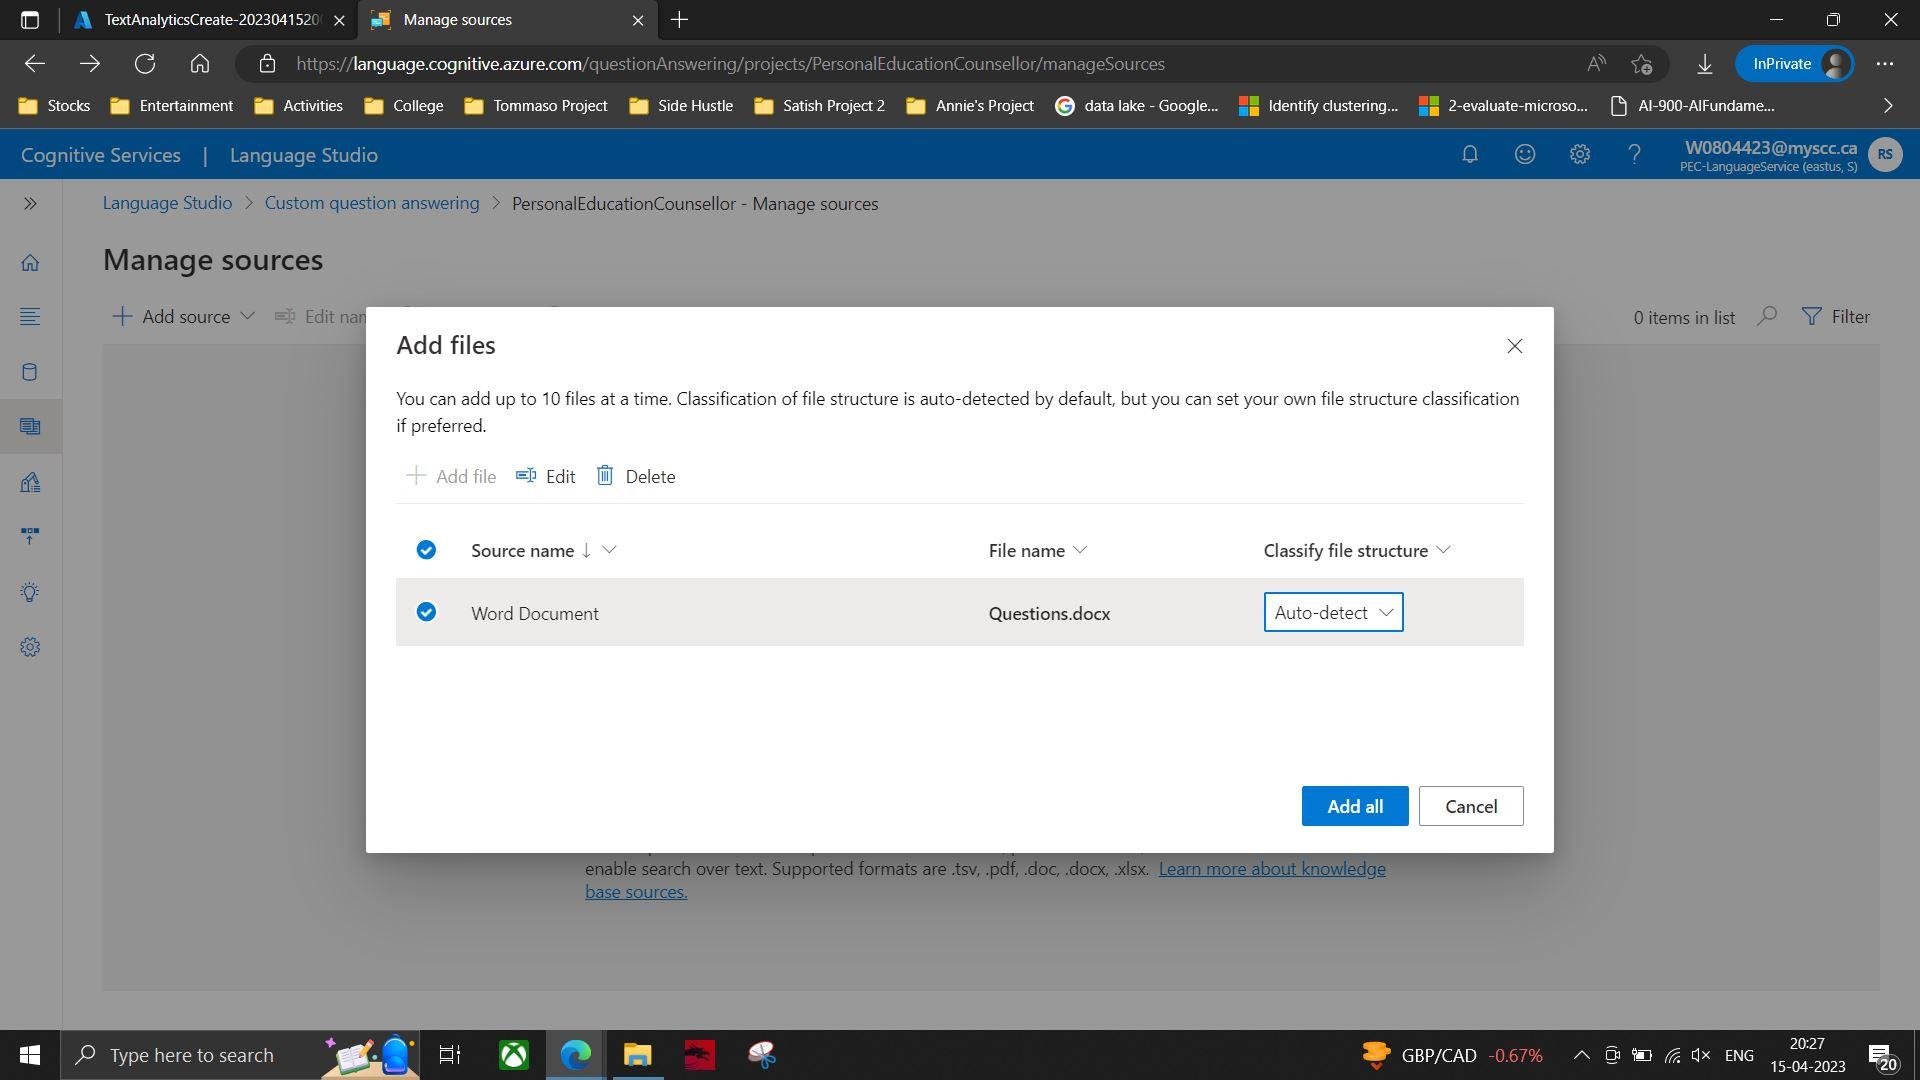 TextAnalyticsCreate-2023041520
Manage sources
https://language.cognitive.azure.com/questionAnswering/projects/PersonalEducationCounsellor/manageSources
InPrivate
Stocks
Entertainment
Activities
College
Tommaso Project
Side Hustle
Satish Project 2
Annie's Project
data lake - Google...
Identify clustering...
2-evaluate-microso...
AI-900-AIFundame...
Cognitive Services | Language Studio
W0804423@myscc.ca
PEC-LanguageService (eastus, S)
RS
Language Studio > Custom question answering > PersonalEducationCounsellor - Manage sources
Manage sources
Add source
Edit nam
0 items in list
Filter
Add files
You can add up to 10 files at a time. Classification of file structure is auto-detected by default, but you can set your own file structure classification
if preferred.
Add file
Edit
Delete
Source name ↓
File name
Classify file structure
Word Document
Questions.docx
Auto-detect
Add all
Cancel
enable search over text. Supported formats are .tsv, .pdf, .doc, .docx, .xlsx. Learn more about knowledge
base sources.
Type here to search
GBP/CAD -0.67%
ENG
20:27
15-04-2023
20